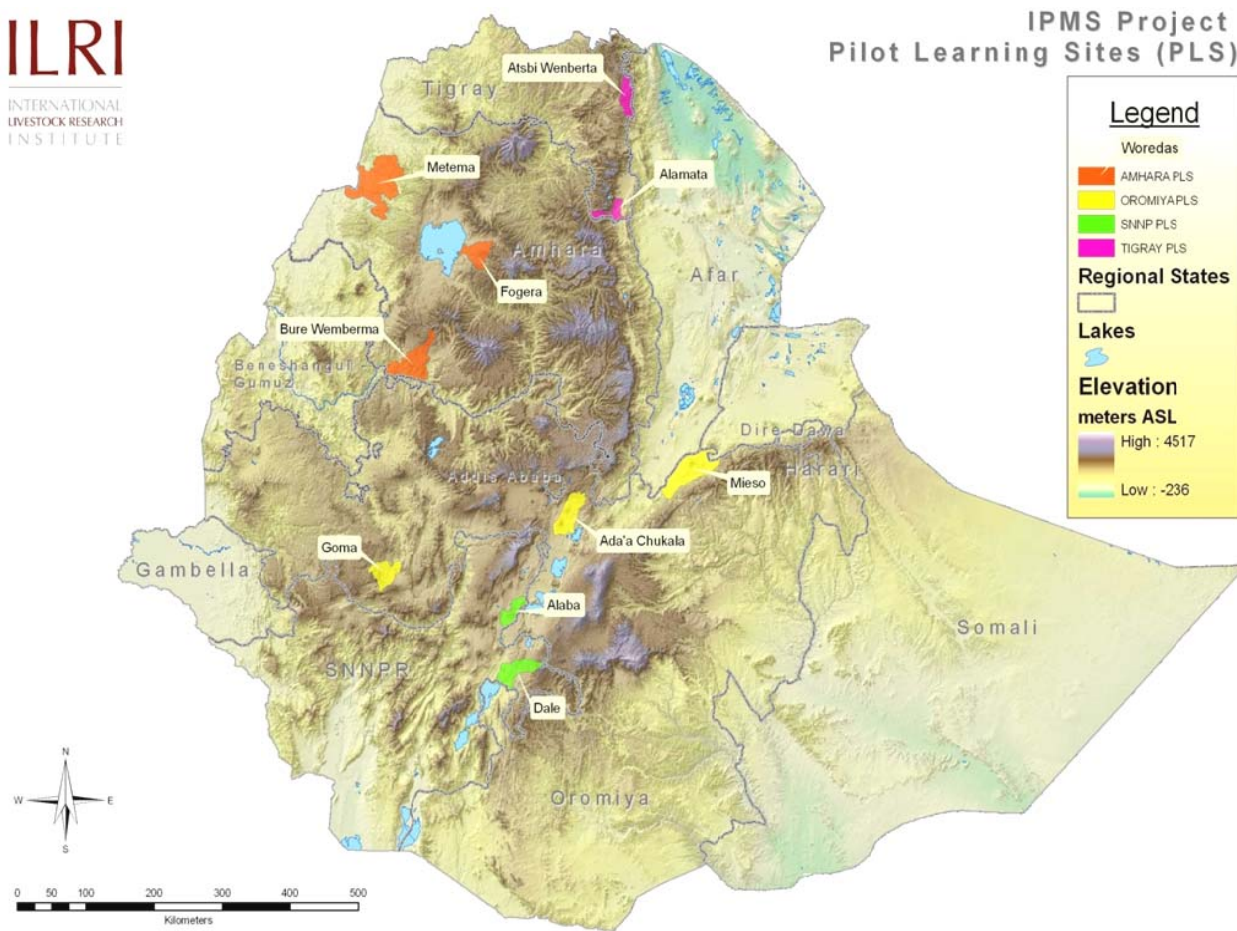 ILRI
INTERNATIONAL
LIVESTOCK RESEARCH
INSTITUTE
IPMS Project
Pilot Learning Sites (PLS)
Legend
Woredas
AMHARA PLS
OROMIYA PLS
SNNP PLS
TIGRAY PLS
Regional States
Lakes
Elevation
meters ASL
High : 4517
Low : -236
Atsbi Wenberta
Tigray
Metema
Alamata
Amhara
Afar
Fogera
Bure Wemberma
Beneshangul -
Gumuz
Dire Dawa
Harari
Addis Ababa
Mieso
Ada'a Chukala
Goma
Gambella
Alaba
Somali
SNNPR
Dale
Oromiya
N
W E
S
0 50 100 200 300 400 500
Kilometers